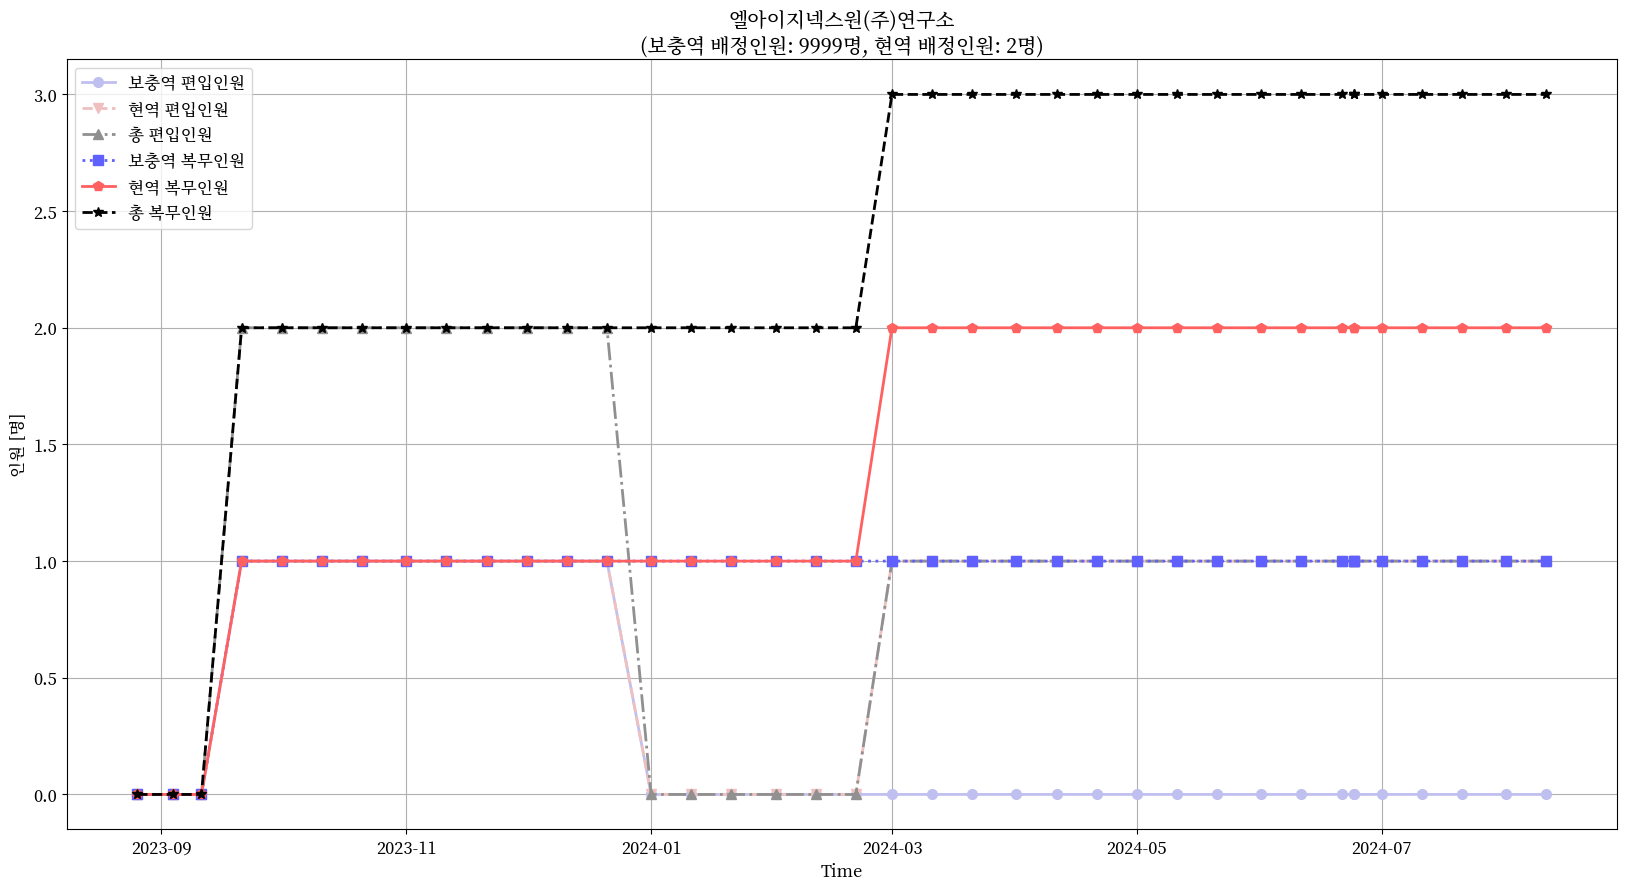 엘아이지넥스원(주)연구소
(보충역 배정인원: 9999명, 현역 배정인원: 2명)
보충역 편입인원
현역 편입인원
총 편입인원
보충역 복무인원
현역 복무인원
총 복무인원
인원 [명]
3.0
2.5
2.0
1.5
1.0
0.5
0.0
2023-09
2023-11
2024-01
2024-03
2024-05
2024-07
Time